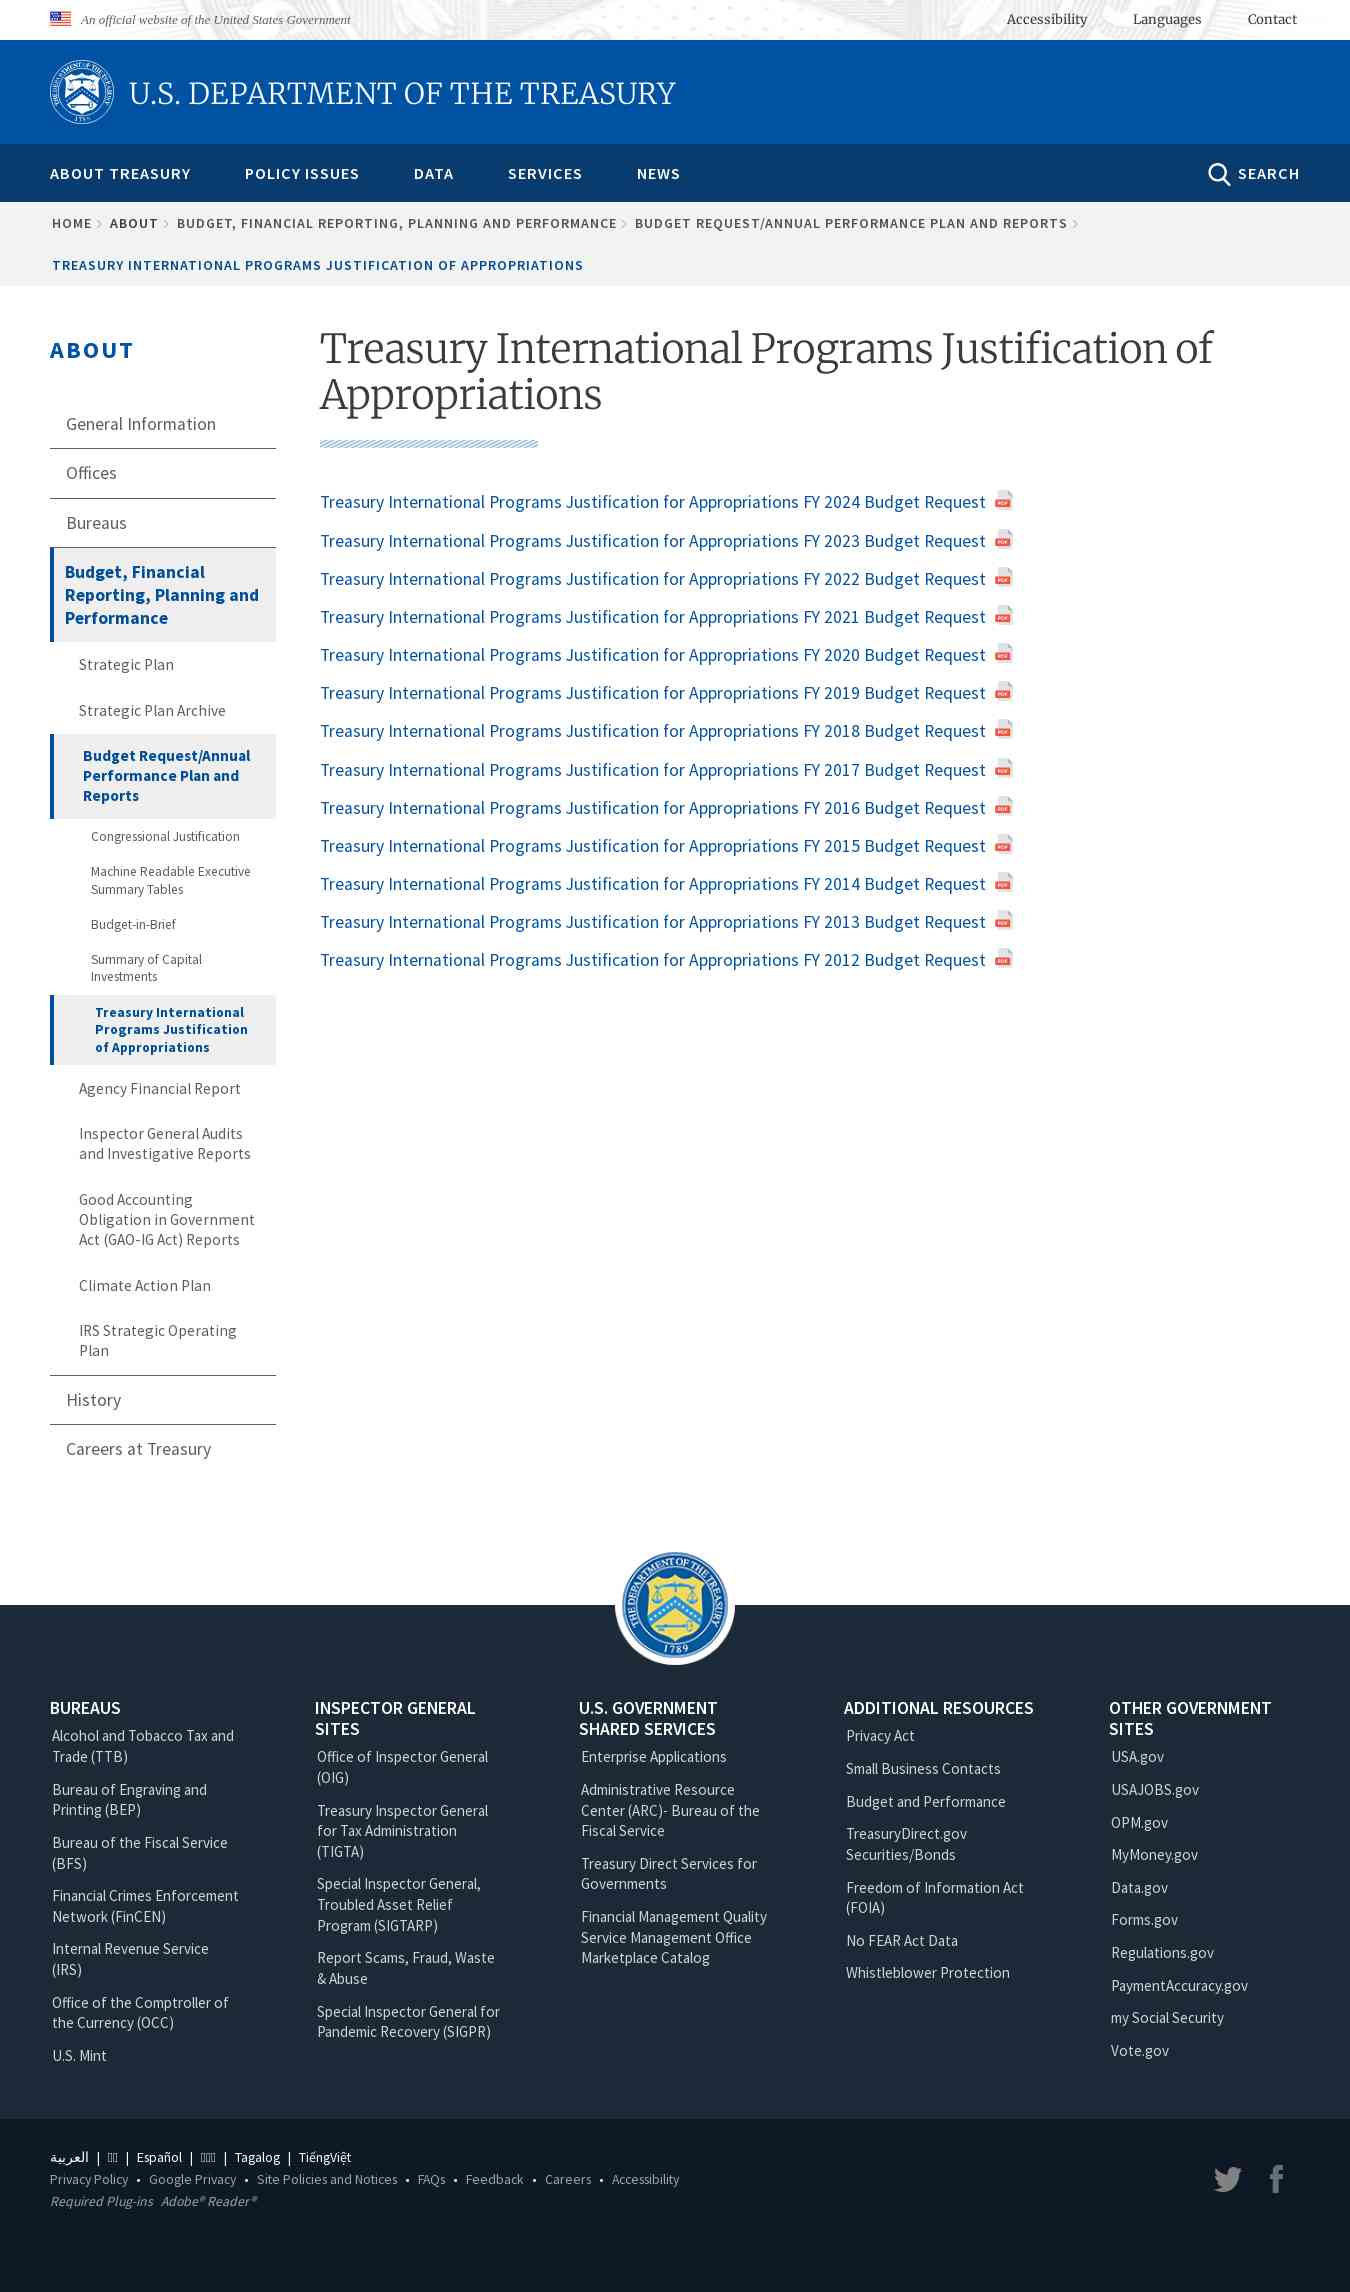 An official website of the United States Government
Accessibility
Languages
Contact
U.S. DEPARTMENT OF THE TREASURY
ABOUT TREASURY
POLICY ISSUES
DATA
SERVICES
NEWS
SEARCH
HOME
ABOUT
BUDGET, FINANCIAL REPORTING, PLANNING AND PERFORMANCE
BUDGET REQUEST/ANNUAL PERFORMANCE PLAN AND REPORTS
TREASURY INTERNATIONAL PROGRAMS JUSTIFICATION OF APPROPRIATIONS
ABOUT
General Information
Offices
Bureaus
Budget, Financial
Reporting, Planning and
Performance
Strategic Plan
Strategic Plan Archive
Budget Request/Annual
Performance Plan and
Reports
Congressional Justification
Machine Readable Executive
Summary Tables
Budget-in-Brief
Summary of Capital
Investments
Treasury International
Programs Justification
of Appropriations
Agency Financial Report
Inspector General Audits
and Investigative Reports
Good Accounting
Obligation in Government
Act (GAO-IG Act) Reports
Climate Action Plan
IRS Strategic Operating
Plan
History
Careers at Treasury
Treasury International Programs Justification of
Appropriations
Treasury International Programs Justification for Appropriations FY 2024 Budget Request PDF
Treasury International Programs Justification for Appropriations FY 2023 Budget Request PDF
Treasury International Programs Justification for Appropriations FY 2022 Budget Request PDF
Treasury International Programs Justification for Appropriations FY 2021 Budget Request PDF
Treasury International Programs Justification for Appropriations FY 2020 Budget Request PDF
Treasury International Programs Justification for Appropriations FY 2019 Budget Request PDF
Treasury International Programs Justification for Appropriations FY 2018 Budget Request PDF
Treasury International Programs Justification for Appropriations FY 2017 Budget Request PDF
Treasury International Programs Justification for Appropriations FY 2016 Budget Request PDF
Treasury International Programs Justification for Appropriations FY 2015 Budget Request PDF
Treasury International Programs Justification for Appropriations FY 2014 Budget Request PDF
Treasury International Programs Justification for Appropriations FY 2013 Budget Request PDF
Treasury International Programs Justification for Appropriations FY 2012 Budget Request PDF
THE DEPARTMENT OF THE TREASURY
1789
BUREAUS
Alcohol and Tobacco Tax and
Trade (TTB)
Bureau of Engraving and
Printing (BEP)
Bureau of the Fiscal Service
(BFS)
Financial Crimes Enforcement
Network (FinCEN)
Internal Revenue Service
(IRS)
Office of the Comptroller of
the Currency (OCC)
U.S. Mint
INSPECTOR GENERAL
SITES
Office of Inspector General
(OIG)
Treasury Inspector General
for Tax Administration
(TIGTA)
Special Inspector General,
Troubled Asset Relief
Program (SIGTARP)
Report Scams, Fraud, Waste
& Abuse
Special Inspector General for
Pandemic Recovery (SIGPR)
U.S. GOVERNMENT
SHARED SERVICES
Enterprise Applications
Administrative Resource
Center (ARC)- Bureau of the
Fiscal Service
Treasury Direct Services for
Governments
Financial Management Quality
Service Management Office
Marketplace Catalog
ADDITIONAL RESOURCES
Privacy Act
Small Business Contacts
Budget and Performance
TreasuryDirect.gov
Securities/Bonds
Freedom of Information Act
(FOIA)
No FEAR Act Data
Whistleblower Protection
OTHER GOVERNMENT
SITES
USA.gov
USAJOBS.gov
OPM.gov
MyMoney.gov
Data.gov
Forms.gov
Regulations.gov
PaymentAccuracy.gov
my Social Security
Vote.gov
العربية | | Español | | Tagalog | TiếngViệt
Privacy Policy • Google Privacy • Site Policies and Notices • FAQs • Feedback • Careers • Accessibility
Required Plug-ins Adobe® Reader®